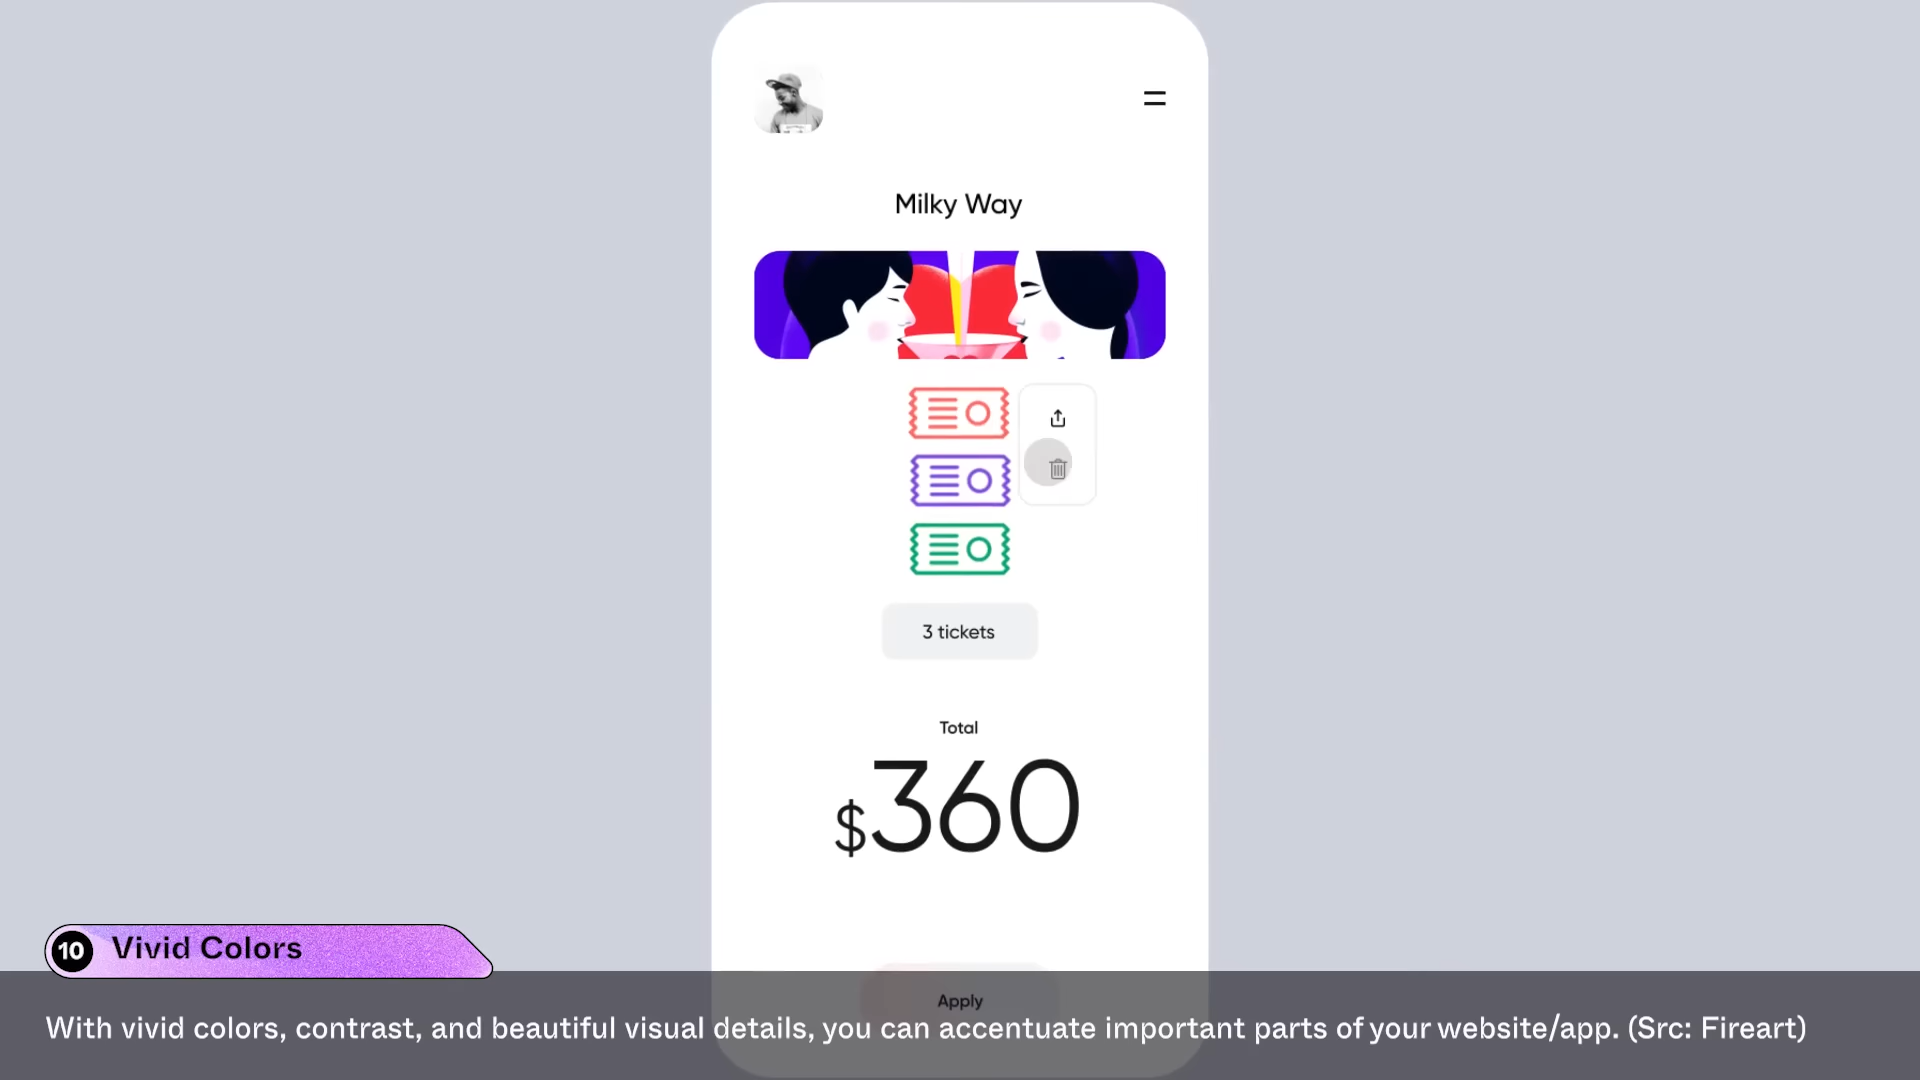 Milky Way
3 tickets
Total
$360
Apply
10 Vivid Colors
With vivid colors, contrast, and beautiful visual details, you can accentuate important parts of your website/app. (Src: Fireart)